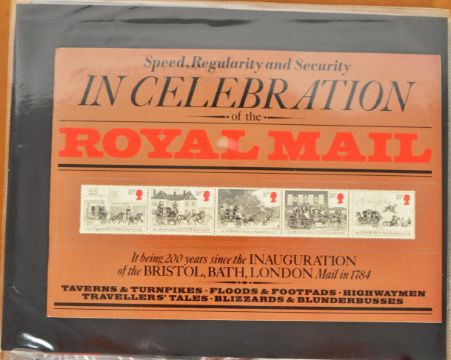 Speed, Regularity and Security
IN CELEBRATION
of the
ROYAL MAIL
It being 200 years since the INAUGURATION
of the BRISTOL, BATH, LONDON Mail in 1784
TAVERNS & TURNPIKES · FLOODS & FOOTPADS · HIGHWAYMEN
TRAVELLERS' TALES · BLIZZARDS & BLUNDERBUSSES